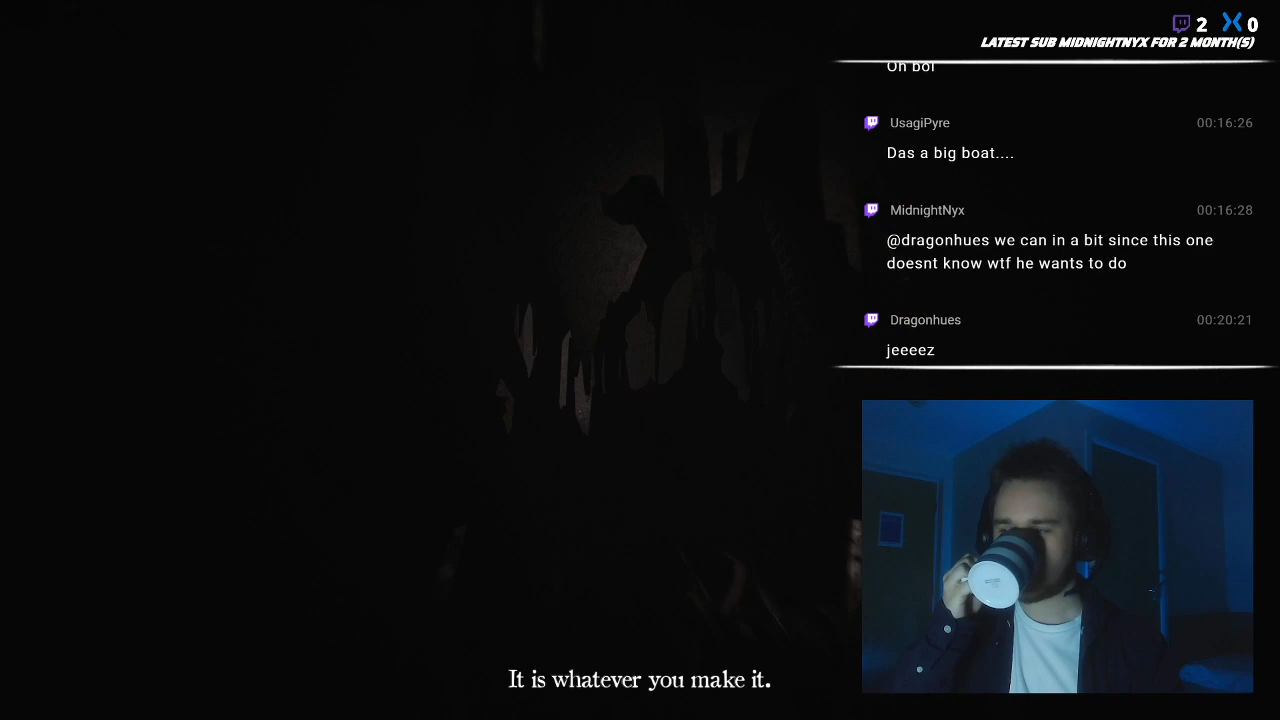 2 0
LATEST SUB MIDNIGHTNYX FOR 2 MONTH(S)
Oh boi
UsagiPyre 00:16:26
Das a big boat....
MidnightNyx 00:16:28
@dragonhues we can in a bit since this one
doesnt know wtf he wants to do
Dragonhues 00:20:21
jeeeez
It is whatever you make it.